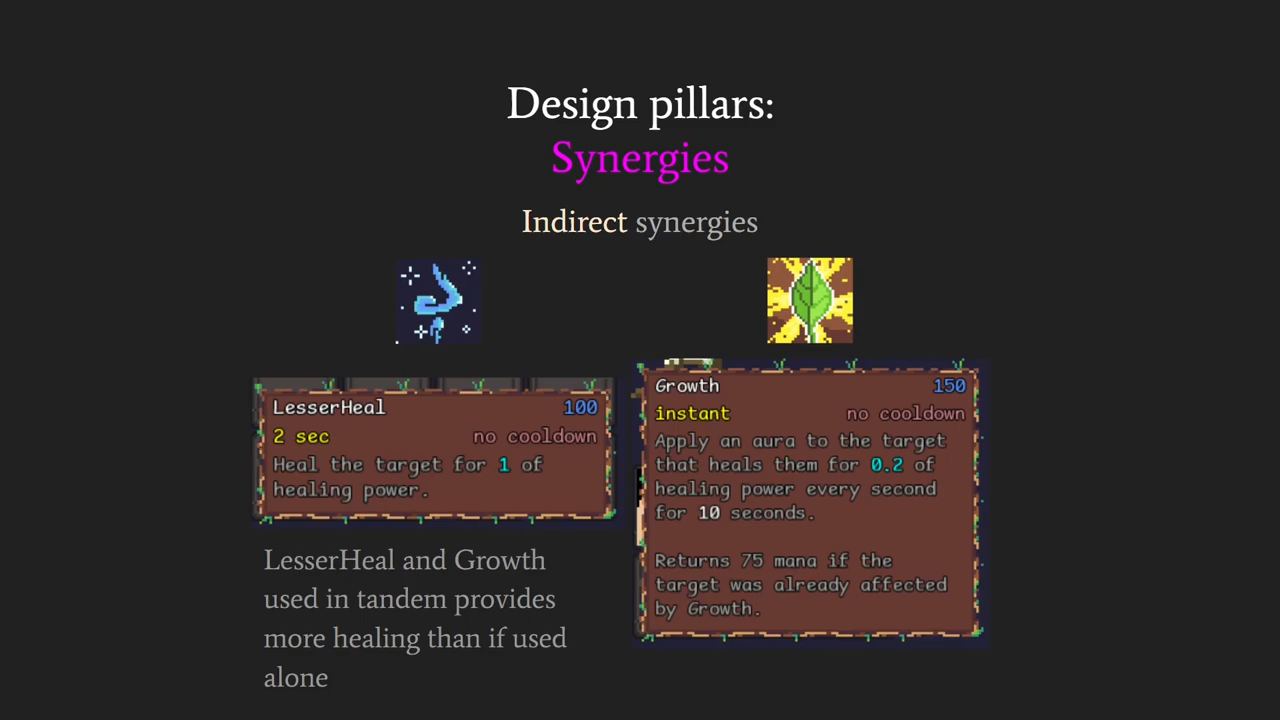 Design pillars:
Synergies
Indirect synergies
LesserHeal 100
2 sec no cooldown
Heal the target for 1 of
healing power.
LesserHeal and Growth
used in tandem provides
more healing than if used
alone
Growth 150
instant no cooldown
Apply an aura to the target
that heals them for 0.2 of
healing power every second
for 10 seconds.
Returns 75 mana if the
target was already affected
by Growth.